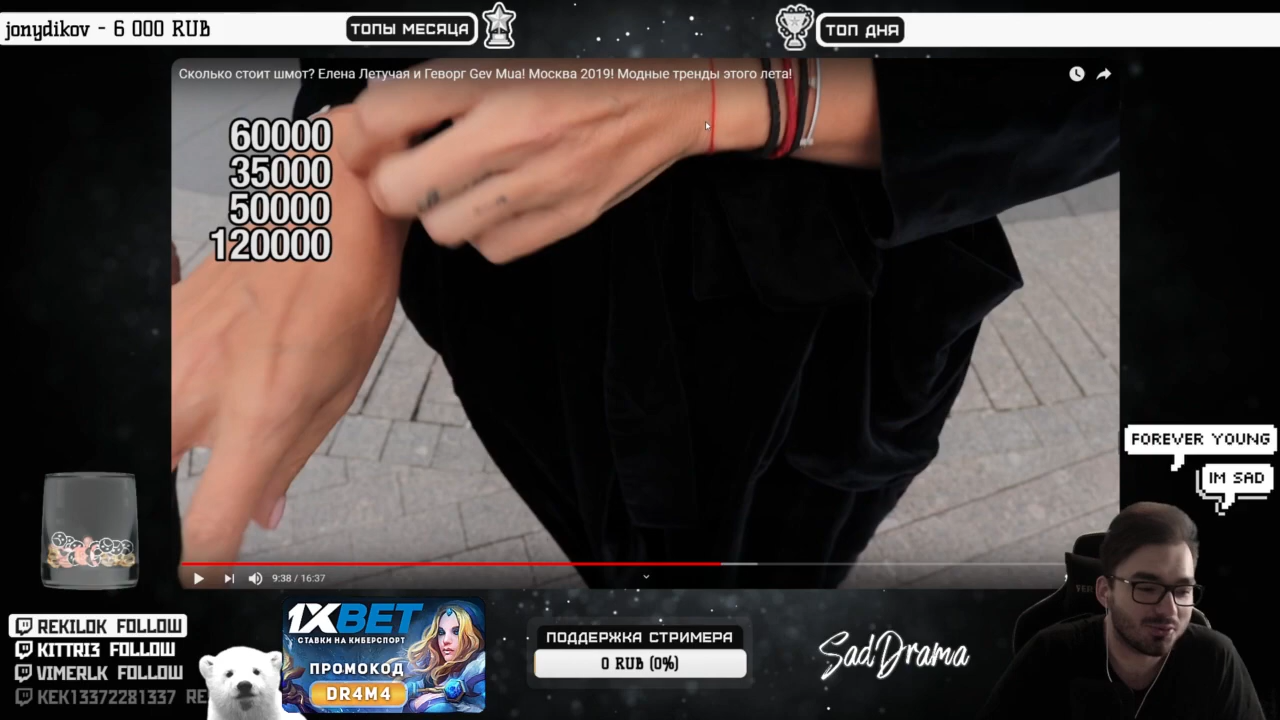 jonydikov - 6 000 RUB
ТОПЫ МЕСЯЦА
ТОП ДНЯ
Сколько стоит шмот? Елена Летучая и Геворг Gev Mua! Москва 2019! Модные тренды этого лета!
60000
35000
50000
120000
FOREVER YOUNG
IM SAD
9:38 / 16:37
REKILOK FOLLOW
KITTRI3 FOLLOW
VIMERLK FOLLOW
KEK13372281337 RE
1XBET
СТАВКИ НА КИБЕРСПОРТ
ПРОМОКОД
DR4M4
ПОДДЕРЖКА СТРИМЕРА
0 RUB (0%)
SadDrama